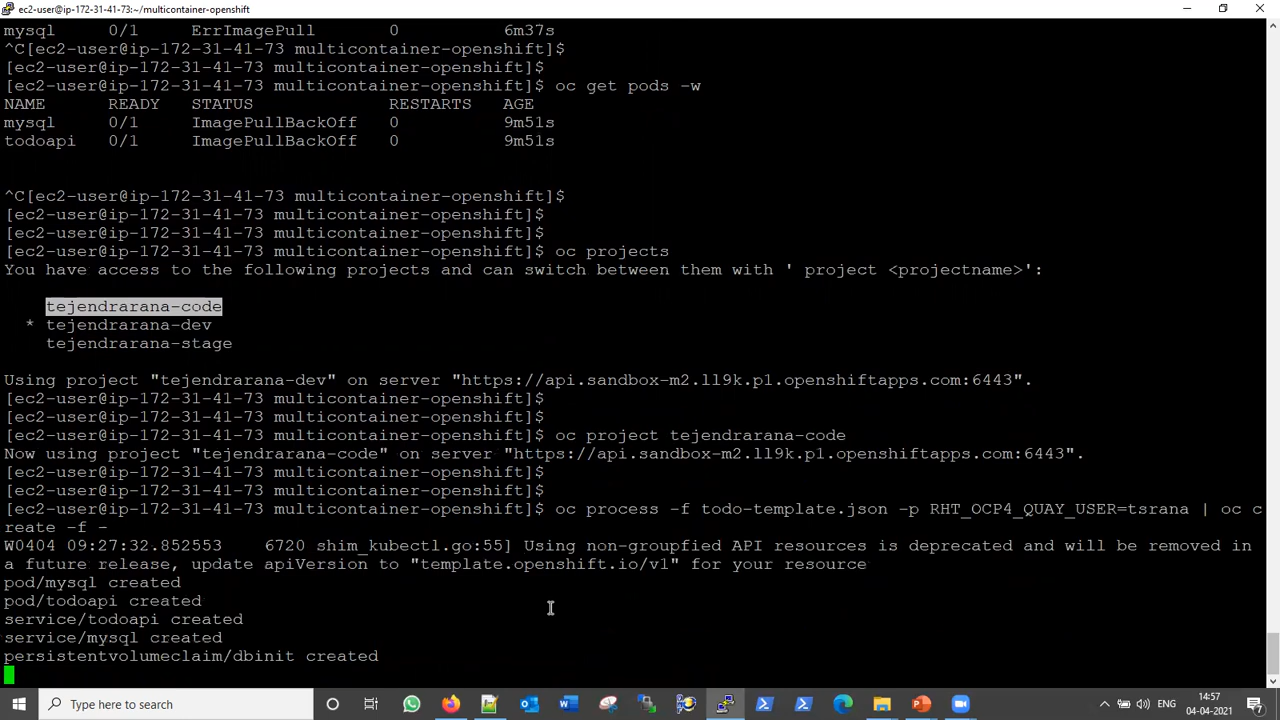 ec2-user@ip-172-31-41-73:~/multicontainer-openshift
mysql 0/1 ErrImagePull 0 6m37s
^C[ec2-user@ip-172-31-41-73 multicontainer-openshift]$
[ec2-user@ip-172-31-41-73 multicontainer-openshift]$
[ec2-user@ip-172-31-41-73 multicontainer-openshift]$ oc get pods -w
NAME READY STATUS RESTARTS AGE
mysql 0/1 ImagePullBackOff 0 9m51s
todoapi 0/1 ImagePullBackOff 0 9m51s
^C[ec2-user@ip-172-31-41-73 multicontainer-openshift]$
[ec2-user@ip-172-31-41-73 multicontainer-openshift]$
[ec2-user@ip-172-31-41-73 multicontainer-openshift]$
[ec2-user@ip-172-31-41-73 multicontainer-openshift]$ oc projects
You have access to the following projects and can switch between them with ' project <projectname>':
tejendrarana-code
* tejendrarana-dev
tejendrarana-stage
Using project "tejendrarana-dev" on server "https://api.sandbox-m2.ll9k.p1.openshiftapps.com:6443".
[ec2-user@ip-172-31-41-73 multicontainer-openshift]$
[ec2-user@ip-172-31-41-73 multicontainer-openshift]$
[ec2-user@ip-172-31-41-73 multicontainer-openshift]$ oc project tejendrarana-code
Now using project "tejendrarana-code" on server "https://api.sandbox-m2.ll9k.p1.openshiftapps.com:6443".
[ec2-user@ip-172-31-41-73 multicontainer-openshift]$
[ec2-user@ip-172-31-41-73 multicontainer-openshift]$
[ec2-user@ip-172-31-41-73 multicontainer-openshift]$ oc process -f todo-template.json -p RHT_OCP4_QUAY_USER=tsrana | oc c
reate -f -
W0404 09:27:32.852553 6720 shim_kubectl.go:55] Using non-groupfied API resources is deprecated and will be removed in
a future release, update apiVersion to "template.openshift.io/v1" for your resource
pod/mysql created
pod/todoapi created
service/todoapi created
service/mysql created
persistentvolumeclaim/dbinit created
Type here to search
ENG
14:57
04-04-2021